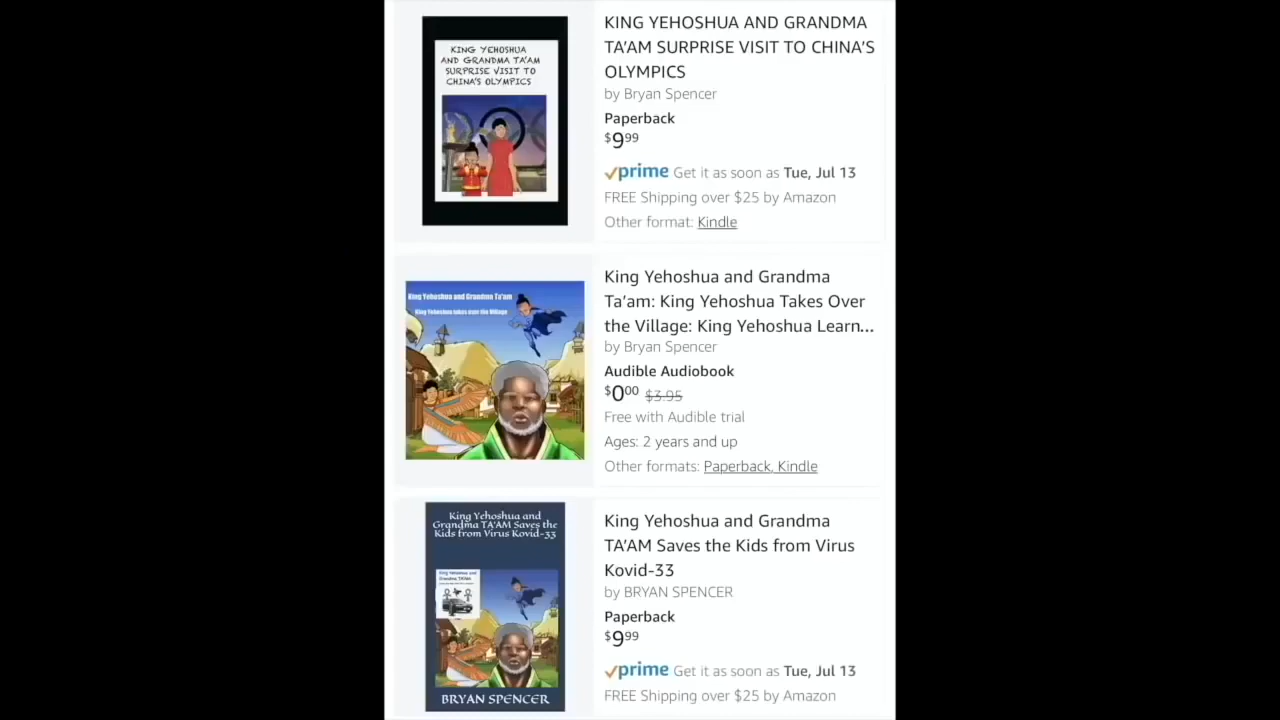 KING YEHOSHUA
AND GRANDMA TA'AM
SURPRISE VISIT TO
CHINA'S OLYMPICS
KING YEHOSHUA AND GRANDMA
TA’AM SURPRISE VISIT TO CHINA’S
OLYMPICS
by Bryan Spencer
Paperback
$9.99
prime Get it as soon as Tue, Jul 13
FREE Shipping over $25 by Amazon
Other format: Kindle
King Yehoshua and Grandma Ta'am
King Yehoshua takes over the Village
King Yehoshua and Grandma
Ta’am: King Yehoshua Takes Over
the Village: King Yehoshua Learn...
by Bryan Spencer
Audible Audiobook
$0.00 $3.95
Free with Audible trial
Ages: 2 years and up
Other formats: Paperback, Kindle
King Yehoshua and
Grandma TA'AM Saves the
Kids from Virus Kovid-33
King Yehoshua and
Grandma TA'AM
BRYAN SPENCER
King Yehoshua and Grandma
TA’AM Saves the Kids from Virus
Kovid-33
by BRYAN SPENCER
Paperback
$9.99
prime Get it as soon as Tue, Jul 13
FREE Shipping over $25 by Amazon